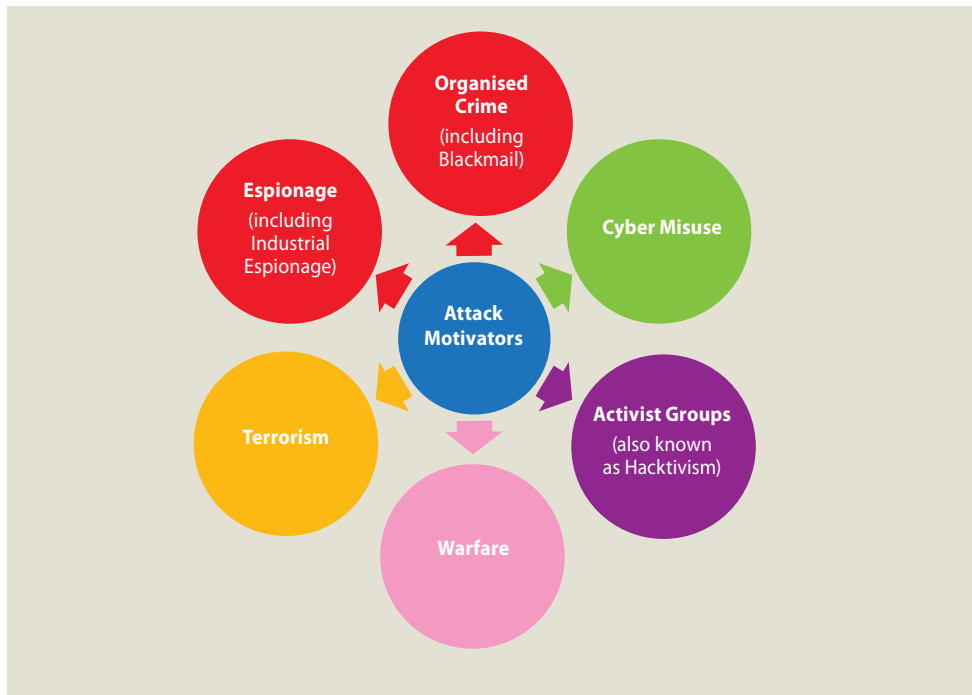 Organised
Crime
(including
Blackmail)
Espionage
(including
Industrial
Espionage)
Cyber Misuse
Attack
Motivators
Terrorism
Activist Groups
(also known
as Hacktivism)
Warfare